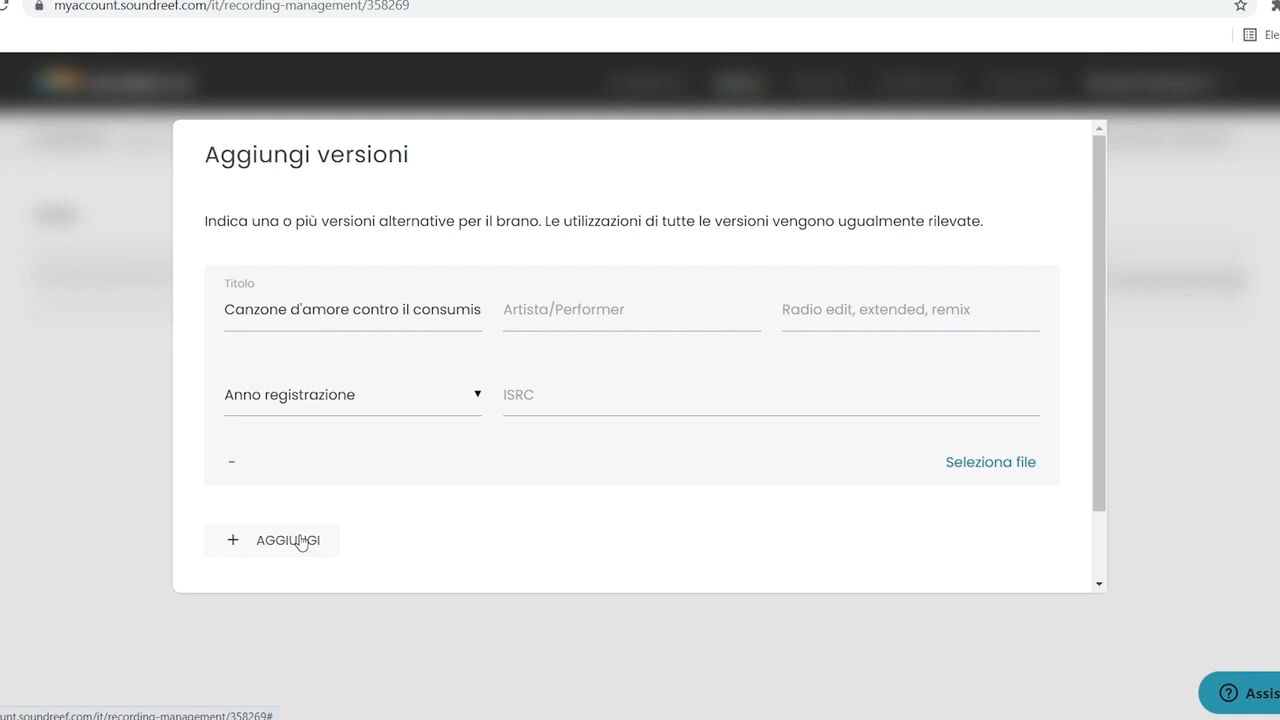 myaccount.soundreef.com/it/recording-management/358269
Ele
Aggiungi versioni
Indica una o più versioni alternative per il brano. Le utilizzazioni di tutte le versioni vengono ugualmente rilevate.
Titolo
Canzone d'amore contro il consumis Artista/Performer Radio edit, extended, remix
Anno registrazione ISRC
- Seleziona file
+ AGGIUNGI
Assis
unt.soundreef.com/it/recording-management/358269#